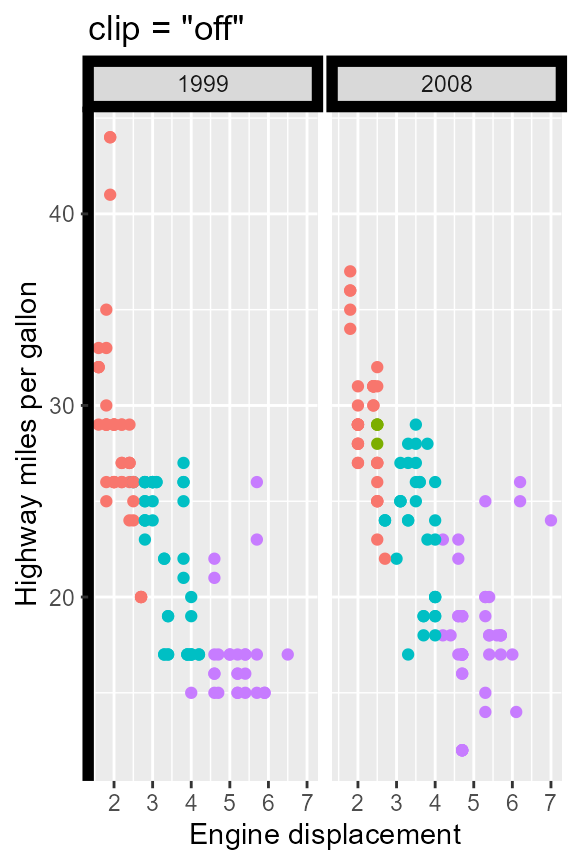 clip = "off"
1999 2008
40
30
20
2 3 4 5 6 7 2 3 4 5 6 7
Engine displacement
Highway miles per gallon